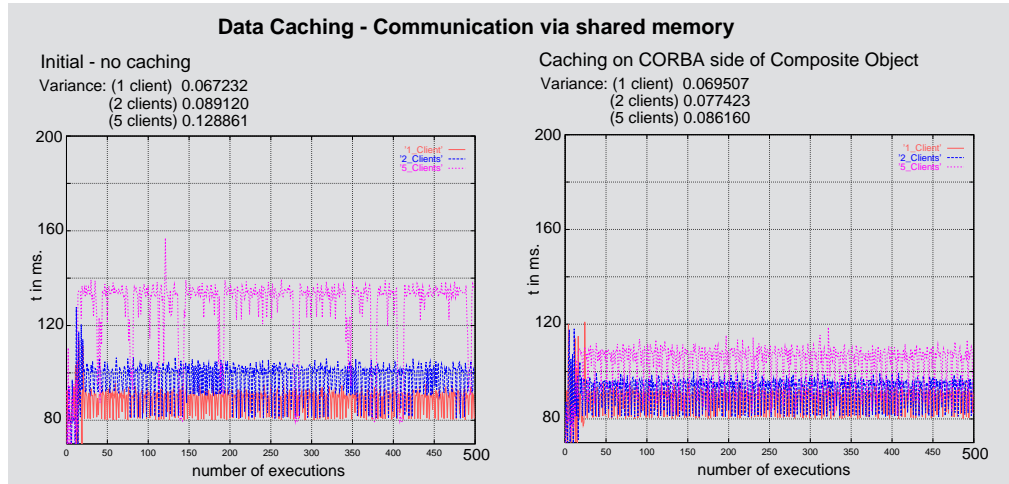 Data Caching - Communication via shared memory
Initial - no caching
Variance: (1 client) 0.067232
(2 clients) 0.089120
(5 clients) 0.128861
200
160
120
80
t in ms.
'1_Client'
'2_Clients'
'5_Clients'
0 50 100 150 200 250 300 350 400 450 500
number of executions
Caching on CORBA side of Composite Object
Variance: (1 client) 0.069507
(2 clients) 0.077423
(5 clients) 0.086160
200
160
120
80
t in ms.
'1_Client'
'2_Clients'
'5_Clients'
0 50 100 150 200 250 300 350 400 450 500
number of executions